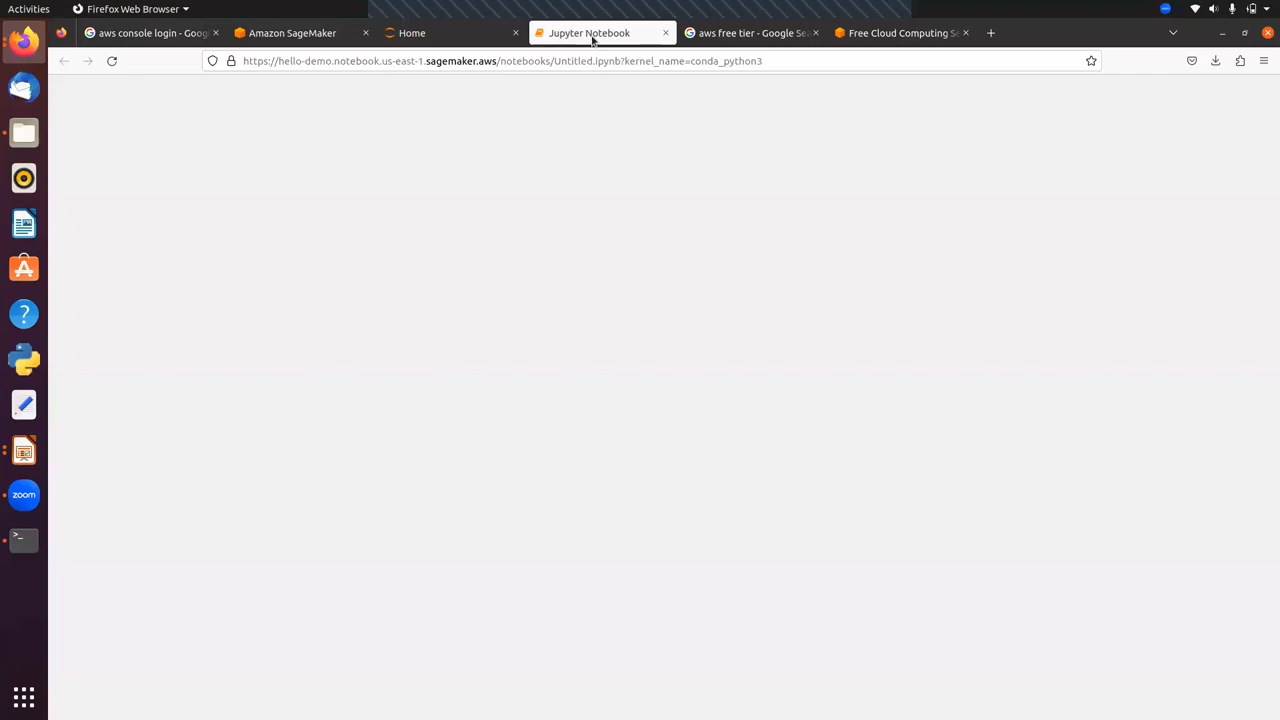 Activities
Firefox Web Browser
aws console login - Goog
Amazon SageMaker
Home
Jupyter Notebook
aws free tier - Google Se
Free Cloud Computing Se
https://hello-demo.notebook.us-east-1.sagemaker.aws/notebooks/Untitled.ipynb?kernel_name=conda_python3
zoom